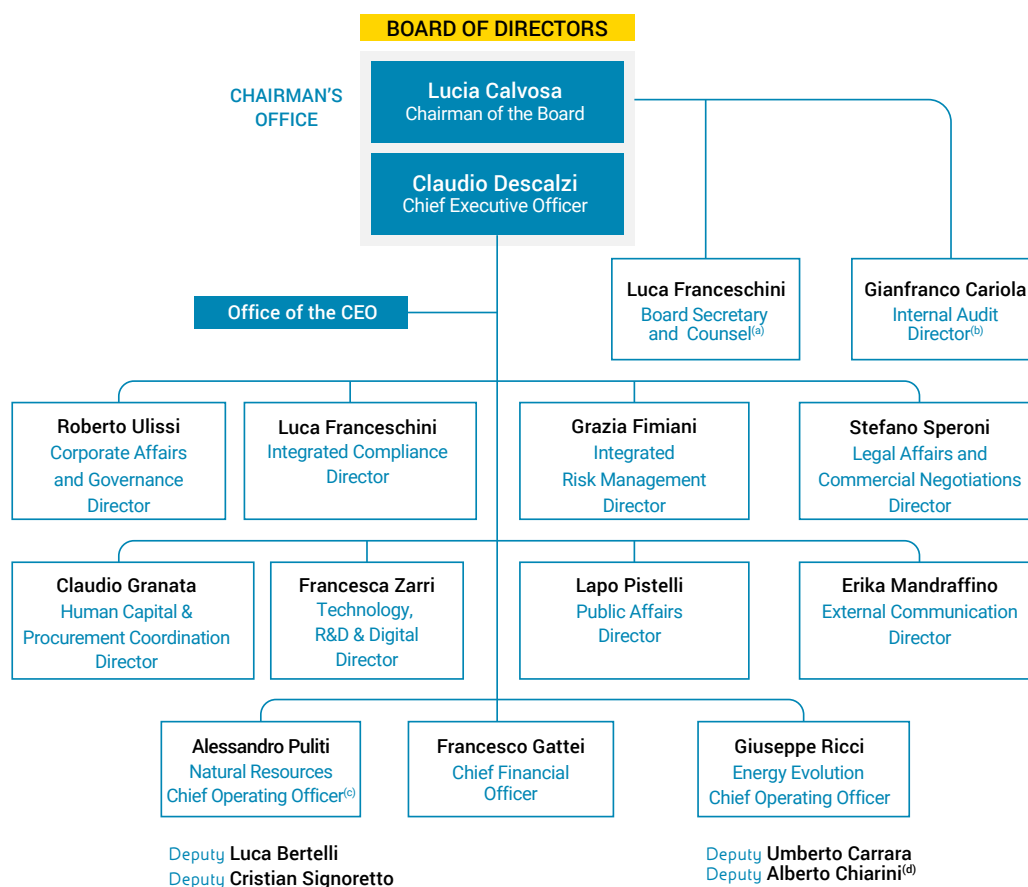 BOARD OF DIRECTORS
CHAIRMAN'S
OFFICE
Lucia Calvosa
Chairman of the Board
Claudio Descalzi
Chief Executive Officer
Office of the CEO
Luca Franceschini
Board Secretary
and Counsel(a)
Gianfranco Cariola
Internal Audit
Director(b)
Roberto Ulissi
Corporate Affairs
and Governance
Director
Luca Franceschini
Integrated Compliance
Director
Grazia Fimiani
Integrated
Risk Management
Director
Stefano Speroni
Legal Affairs and
Commercial Negotiations
Director
Claudio Granata
Human Capital &
Procurement Coordination
Director
Francesca Zarri
Technology,
R&D & Digital
Director
Lapo Pistelli
Public Affairs
Director
Erika Mandraffino
External Communication
Director
Alessandro Puliti
Natural Resources
Chief Operating Officer(c)
Francesco Gattei
Chief Financial
Officer
Giuseppe Ricci
Energy Evolution
Chief Operating Officer
Deputy Luca Bertelli
Deputy Cristian Signoretto
Deputy Umberto Carrara
Deputy Alberto Chiarini(d)